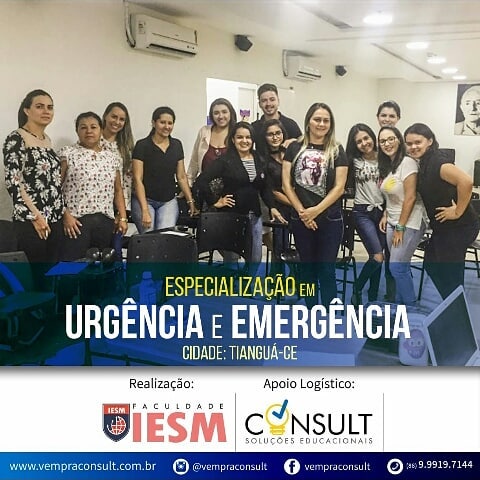 ESPECIALIZAÇÃO EM
URGÊNCIA E EMERGÊNCIA
CIDADE: TIANGUÁ-CE
Realização:
Apoio Logístico:
IESM
FACULDADE
IESM
CONSULT
SOLUÇÕES EDUCACIONAIS
www.vempraconsult.com.br
@vempraconsult
vempraconsult
(86) 9.9919.7144